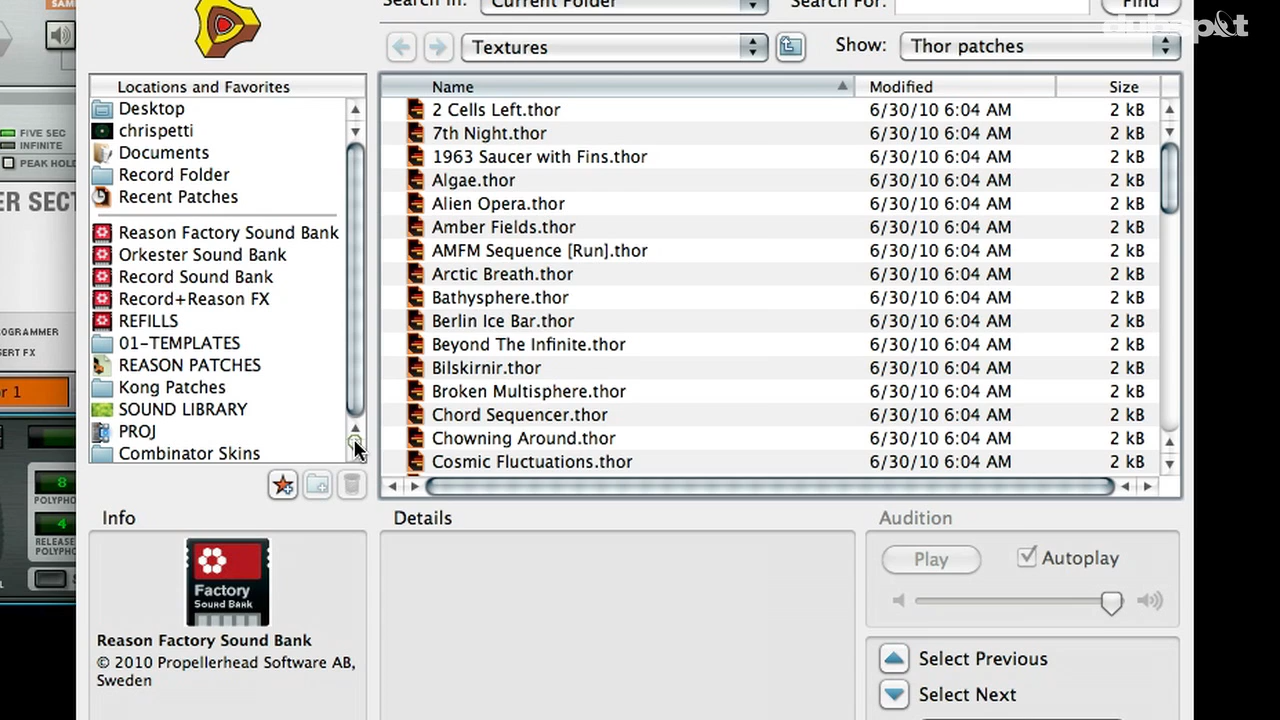 Search In: Current Folder Search For: Find
dubspot
Textures Show: Thor patches
Locations and Favorites
Desktop
chrispetti
Documents
Record Folder
Recent Patches
Reason Factory Sound Bank
Orkester Sound Bank
Record Sound Bank
Record+Reason FX
REFILLS
01-TEMPLATES
REASON PATCHES
Kong Patches
SOUND LIBRARY
PROJ
Combinator Skins
Name Modified Size
2 Cells Left.thor 6/30/10 6:04 AM 2 kB
7th Night.thor 6/30/10 6:04 AM 2 kB
1963 Saucer with Fins.thor 6/30/10 6:04 AM 2 kB
Algae.thor 6/30/10 6:04 AM 2 kB
Alien Opera.thor 6/30/10 6:04 AM 2 kB
Amber Fields.thor 6/30/10 6:04 AM 2 kB
AMFM Sequence [Run].thor 6/30/10 6:04 AM 2 kB
Arctic Breath.thor 6/30/10 6:04 AM 2 kB
Bathysphere.thor 6/30/10 6:04 AM 2 kB
Berlin Ice Bar.thor 6/30/10 6:04 AM 2 kB
Beyond The Infinite.thor 6/30/10 6:04 AM 2 kB
Bilskirnir.thor 6/30/10 6:04 AM 2 kB
Broken Multisphere.thor 6/30/10 6:04 AM 2 kB
Chord Sequencer.thor 6/30/10 6:04 AM 2 kB
Chowning Around.thor 6/30/10 6:04 AM 2 kB
Cosmic Fluctuations.thor 6/30/10 6:04 AM 2 kB
FIVE SEC
INFINITE
PEAK HOLD
ER SECT
OGRAMMER
SERT FX
or 1
8
POLYPHO
4
RELEASE
POLYPHO
Info
Factory
Sound Bank
Reason Factory Sound Bank
© 2010 Propellerhead Software AB,
Sweden
Details
Audition
Play Autoplay
Select Previous
Select Next